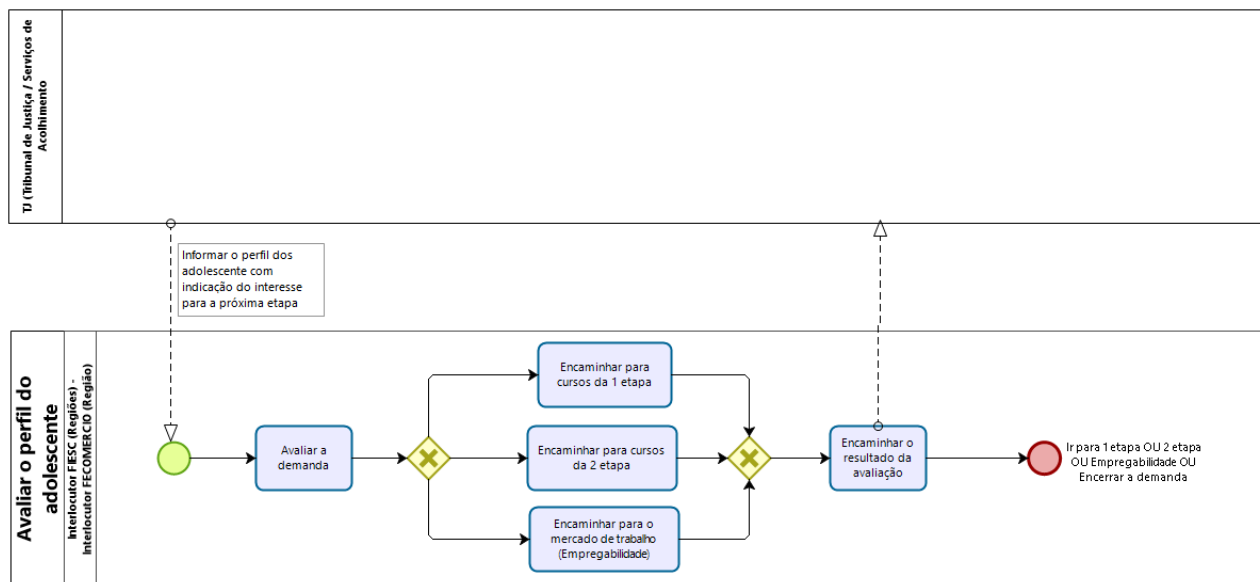 TJ (Tribunal de Justiça / Serviços de
Acolhimento
Informar o perfil dos
adolescente com
indicação do interesse
para a próxima etapa
Avaliar o perfil do
adolescente
Interlocutor FIESC (Regiões) -
Interlocutor FECOMERCIO (Região)
Avaliar a
demanda
Encaminhar para
cursos da 1 etapa
Encaminhar para cursos
da 2 etapa
Encaminhar para o
mercado de trabalho
(Empregabilidade)
Encaminhar o
resultado da
avaliação
Ir para 1 etapa OU 2 etapa
OU Empregabilidade OU
Encerrar a demanda